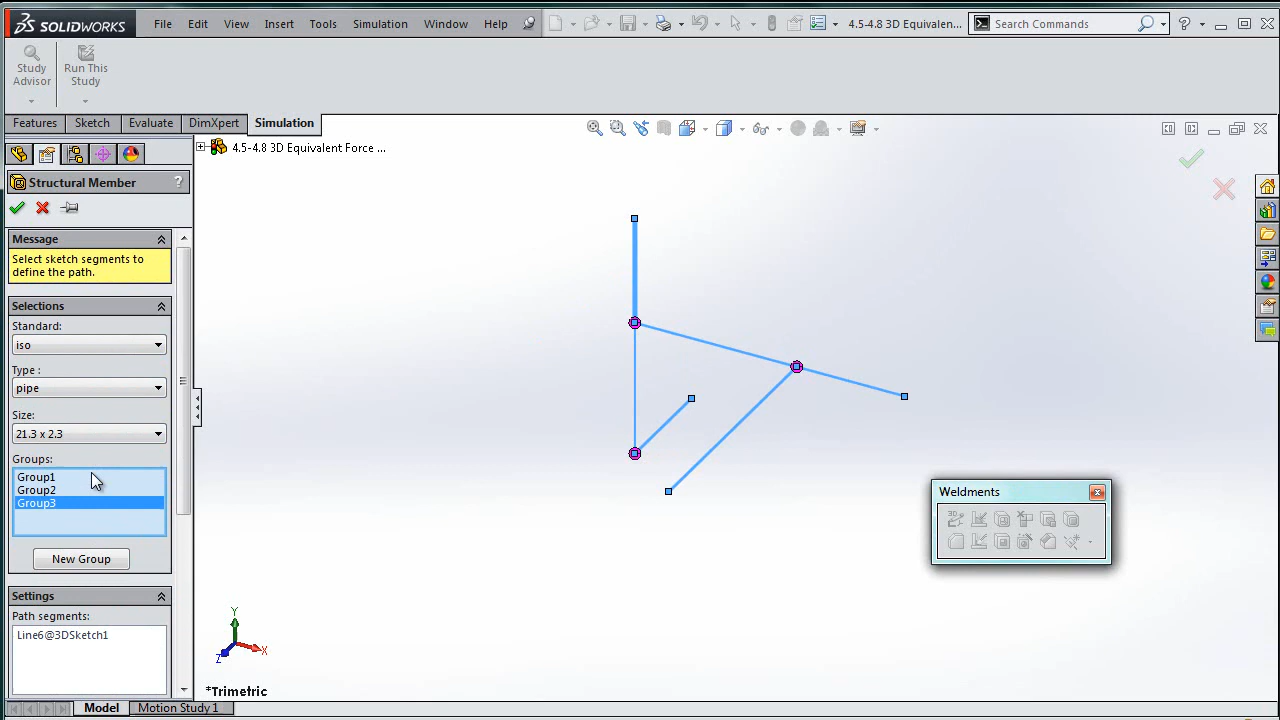 SOLIDWORKS File Edit View Insert Tools Simulation Window Help 4.5-4.8 3D Equivalen... Search Commands ?
Study Advisor
Run This Study
Features Sketch Evaluate DimXpert Simulation
4.5-4.8 3D Equivalent Force ...
Structural Member ?
Message
Select sketch segments to
define the path.
Selections
Standard:
iso
Type :
pipe
Size:
21.3 x 2.3
Groups:
Group1
Group2
Group3
New Group
Settings
Path segments:
Line6@3DSketch1
Weldments
3D
Y
X
Z
*Trimetric
Model Motion Study 1